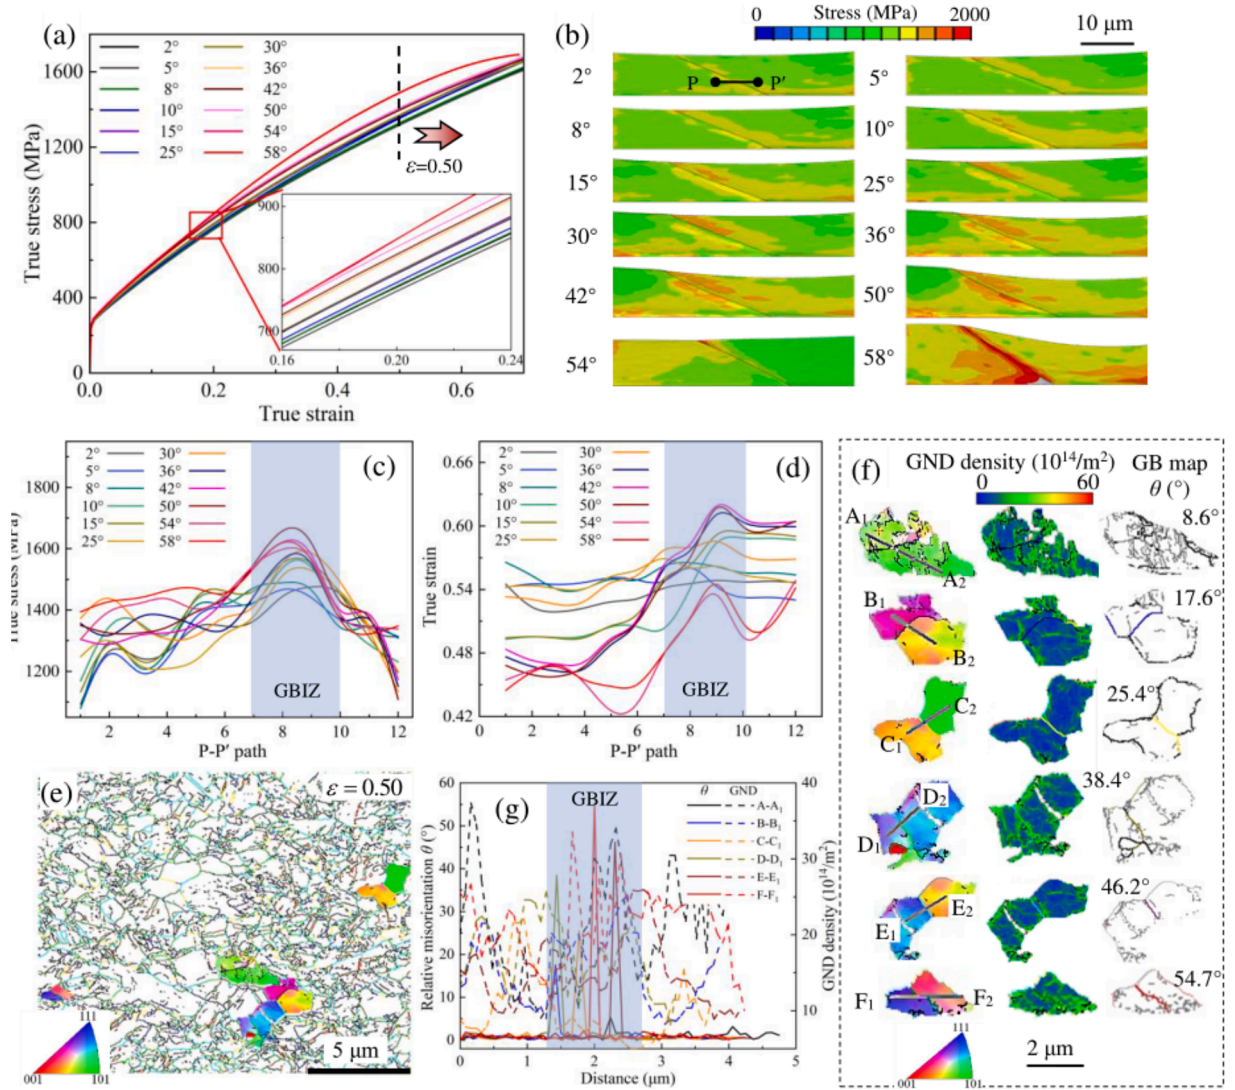 (a)
2° 30°
5° 36°
8° 42°
10° 50°
15° 54°
25° 58°
ε=0.50
1600
1200
800
400
0
True stress (MPa)
900
800
0.16 0.20 0.24
0.0 0.2 0.4 0.6
True strain
(b)
0 Stress (MPa) 2000
10 μm
P P′
2° 5°
8° 10°
15° 25°
30° 36°
42° 50°
54° 58°
(c)
2° 30°
5° 36°
8° 42°
10° 50°
15° 54°
25° 58°
1800
1600
1400
1200
True stress (MPa)
GBIZ
0 2 4 6 8 10 12
P-P′ path
(d)
2° 30°
5° 36°
8° 42°
10° 50°
15° 54°
25° 58°
0.66
0.60
0.54
0.48
0.42
True strain
GBIZ
0 2 4 6 8 10 12
P-P′ path
(e)
ε = 0.50
111
001 101
5 μm
(f)
GND density (10¹⁴/m²) GB map
0 60 θ (°)
A₁ A₂ 8.6°
B₁ B₂ 17.6°
C₁ C₂ 25.4°
D₁ D₂ 38.4°
E₁ E₂ 46.2°
F₁ F₂ 54.7°
111
001 101
2 μm
(g)
GBIZ
θ GND
A-A₁
B-B₁
C-C₁
D-D₁
E-E₁
F-F₁
60
50
40
30
20
10
0
Relative misorientation θ (°)
40
30
20
10
GND density (10¹⁴/m²)
0 1 2 3 4 5
Distance (μm)